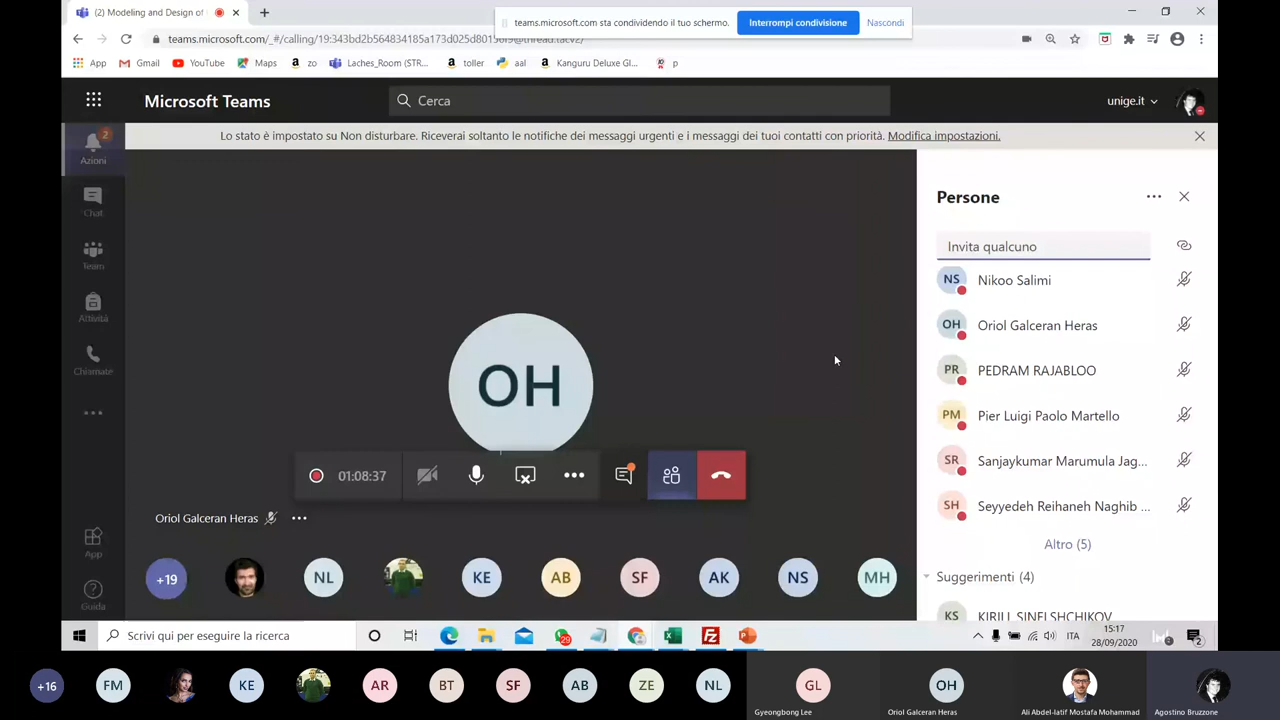 (2) Modeling and Design of
teams.microsoft.com sta condividendo il tuo schermo.
Interrompi condivisione
Nascondi
App
Gmail
YouTube
Maps
zo
Laches_Room (STR...
toller
aal
Kanguru Deluxe Gl...
p
Microsoft Teams
Cerca
unige.it
Lo stato è impostato su Non disturbare. Riceverai soltanto le notifiche dei messaggi urgenti e i messaggi dei tuoi contatti con priorità. Modifica impostazioni.
2
Azioni
Chat
Team
Attività
Chiamate
App
Guida
OH
01:08:37
Oriol Galceran Heras
+19
NL
KE
AB
SF
AK
NS
MH
Persone
Invita qualcuno
NS
Nikoo Salimi
OH
Oriol Galceran Heras
PR
PEDRAM RAJABLOO
PM
Pier Luigi Paolo Martello
SR
Sanjaykumar Marumula Jag...
SH
Seyyedeh Reihaneh Naghib ...
Altro (5)
Suggerimenti (4)
KS
KIRILL SINELSHCHIKOV
Scrivi qui per eseguire la ricerca
29
ITA
15:17
28/09/2020
2
+16
FM
KE
AR
BT
SF
AB
ZE
NL
GL
Gyeongbong Lee
OH
Oriol Galceran Heras
Ali Abdel-latif Mostafa Mohammad
Agostino Bruzzone